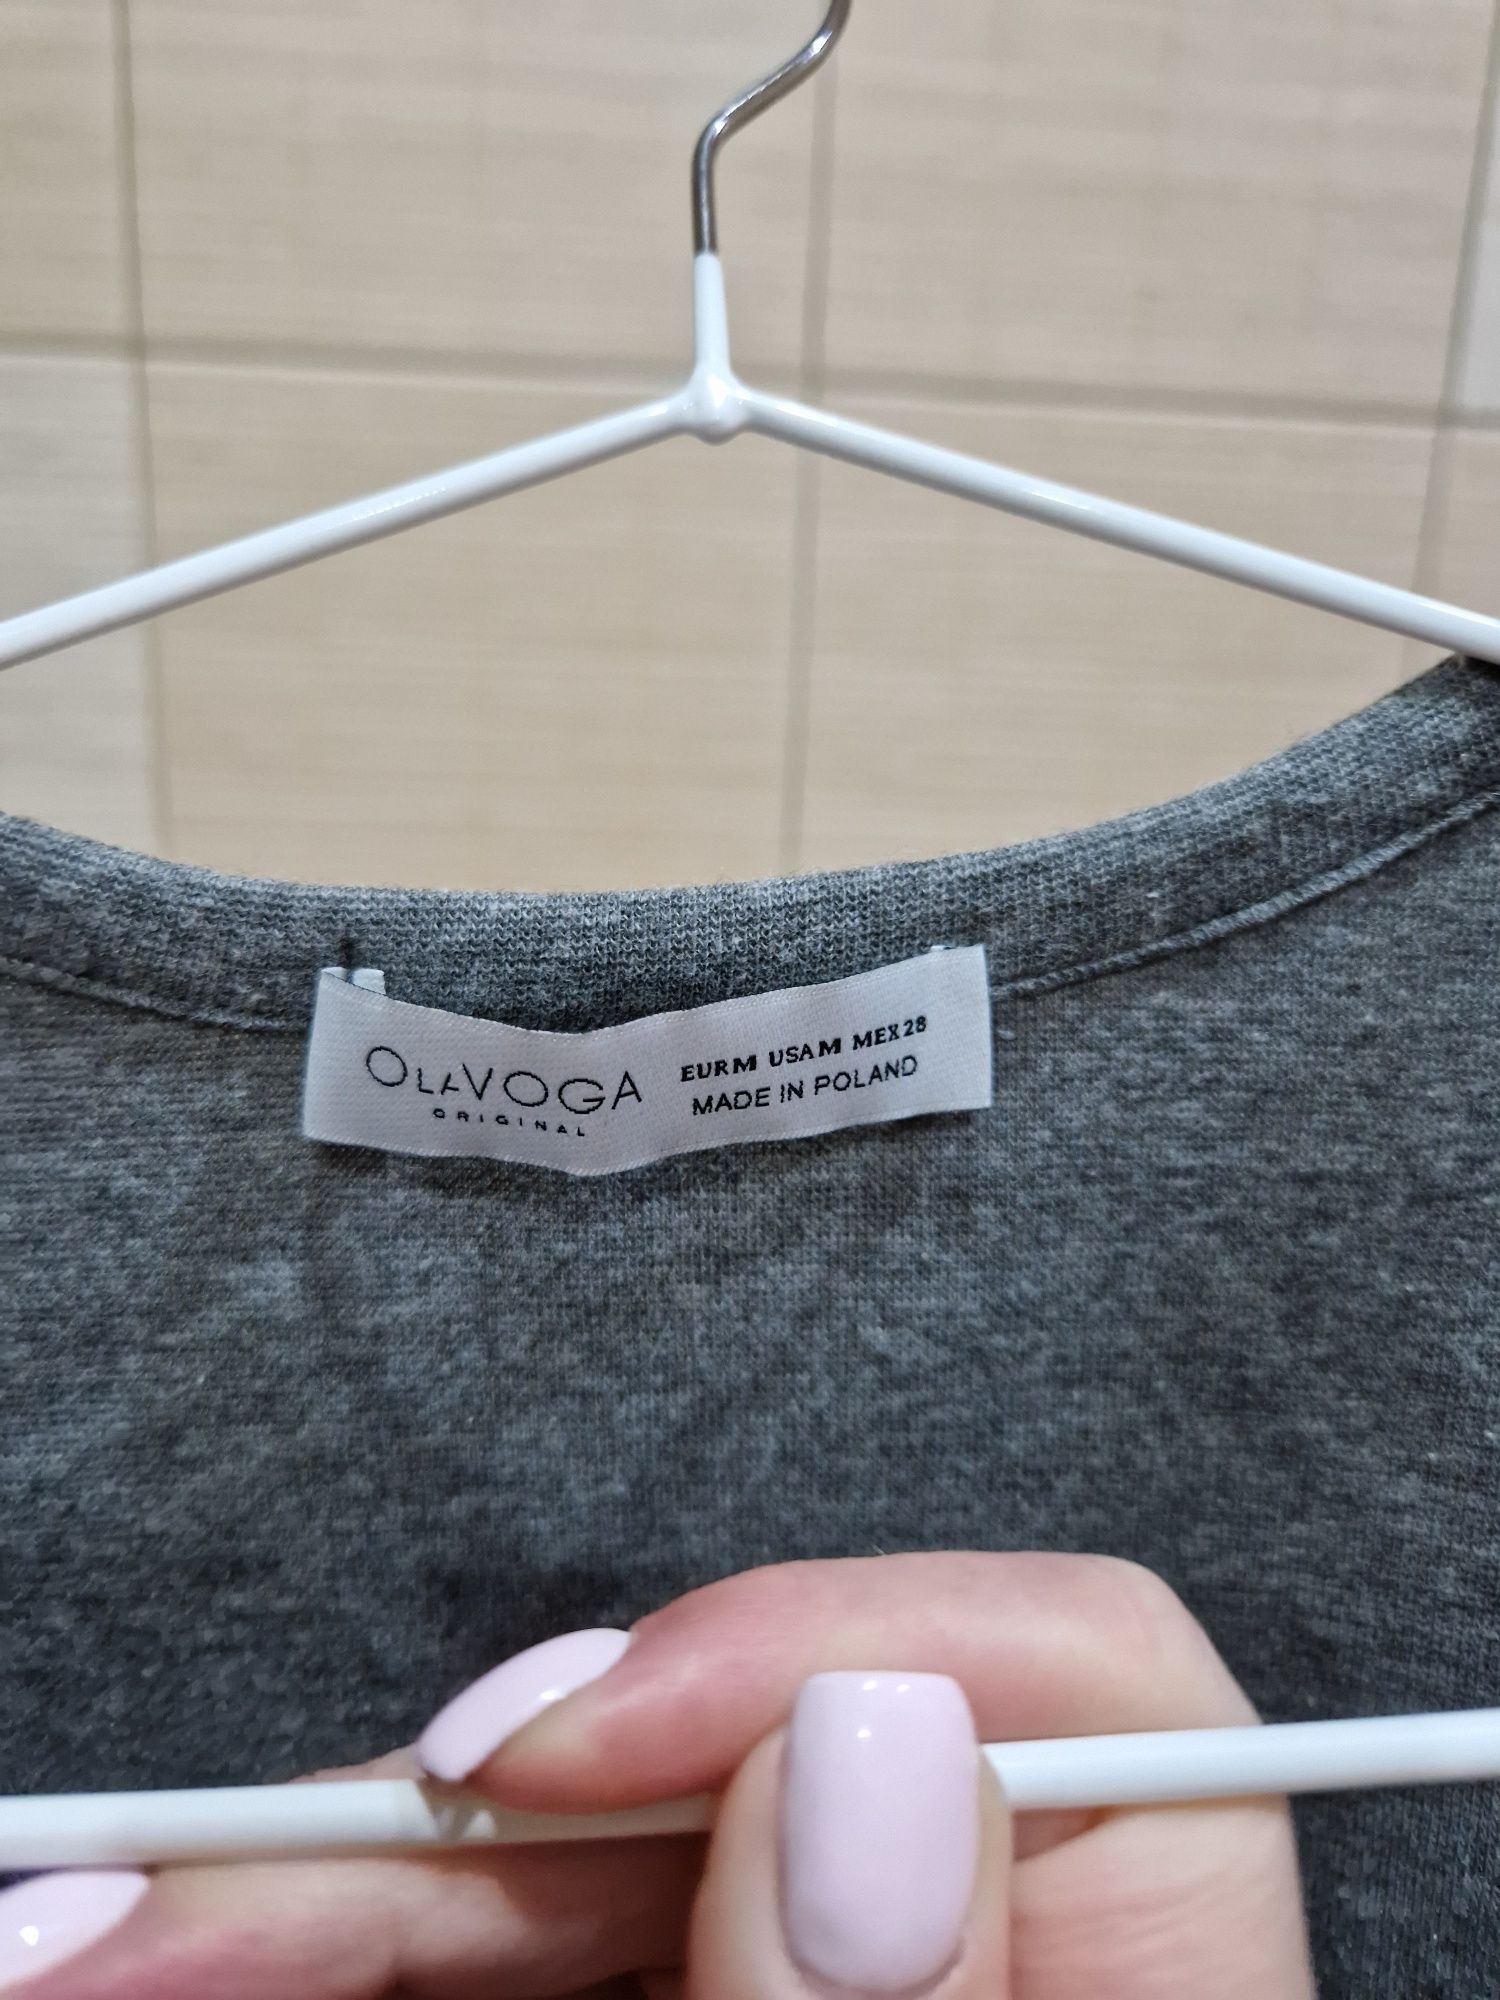 OLAVOGA
ORIGINAL
EUR M USA M MEX 28
MADE IN POLAND